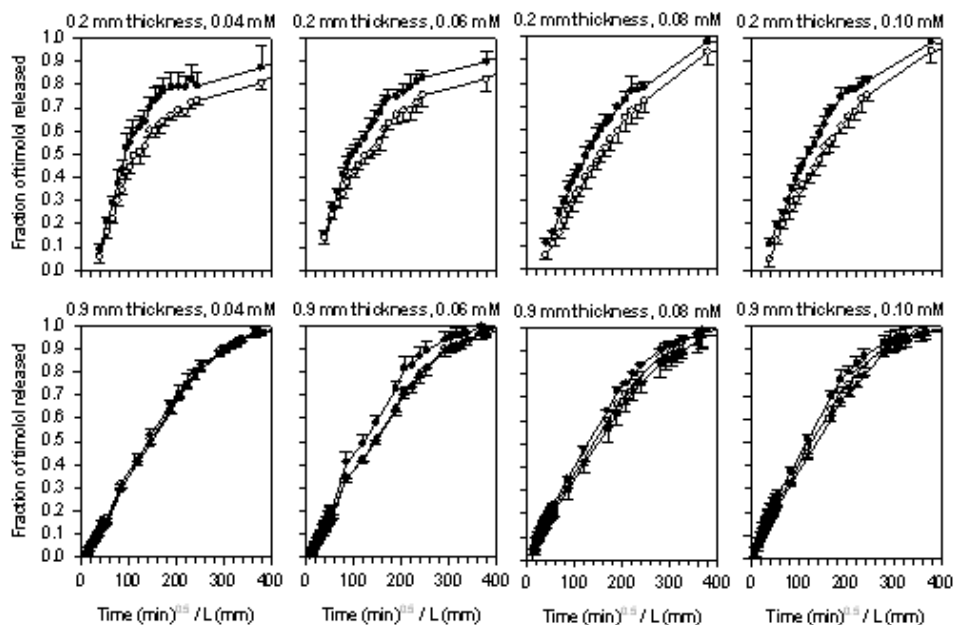 0.2 mm thickness, 0.04 mM
0.2 mm thickness, 0.06 mM
0.2 mm thickness, 0.08 mM
0.2 mm thickness, 0.10 mM
Fraction of timolol released
1.0
0.9
0.8
0.7
0.6
0.5
0.4
0.3
0.2
0.1
0.0
0.9 mm thickness, 0.04 mM
0.9 mm thickness, 0.06 mM
0.9 mm thickness, 0.08 mM
0.9 mm thickness, 0.10 mM
Fraction of timolol released
1.0
0.9
0.8
0.7
0.6
0.5
0.4
0.3
0.2
0.1
0.0
0 100 200 300 400
0 100 200 300 400
0 100 200 300 400
0 100 200 300 400
Time (min)^0.5 / L (mm)
Time (min)^0.5 / L (mm)
Time (min)^0.5 / L (mm)
Time (min)^0.5 / L (mm)